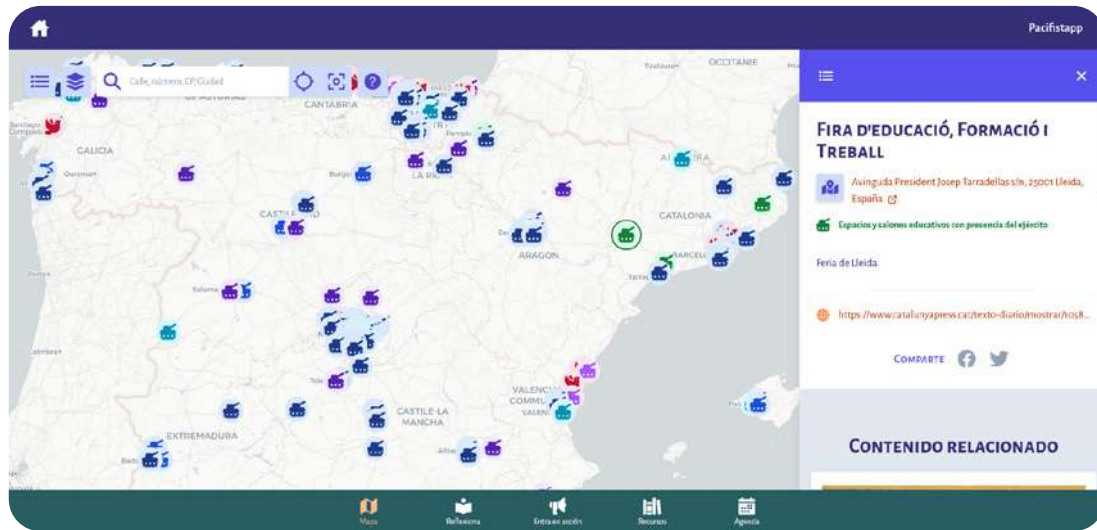 Pacifistapp
Calle, número, CP, Ciudad
OCCITANIE
CANTABRIA
GALICIA
CATALONIA
ARAGON
EXTREMADURA
CASTILE-LA
MANCHA
FIRA D'EDUCACIÓ, FORMACIÓ I
TREBALL
Avinguda President Josep Tarradellas s/n, 25001 Lleida,
España
Espacios y salones educativos con presencia del ejército
Feria de Lleida.
https://www.catalunyapress.cat/texto-diario/mostrar/1058...
COMPARTE
CONTENIDO RELACIONADO
Mapa
Reflexiona
Entra en acción
Recursos
Agenda